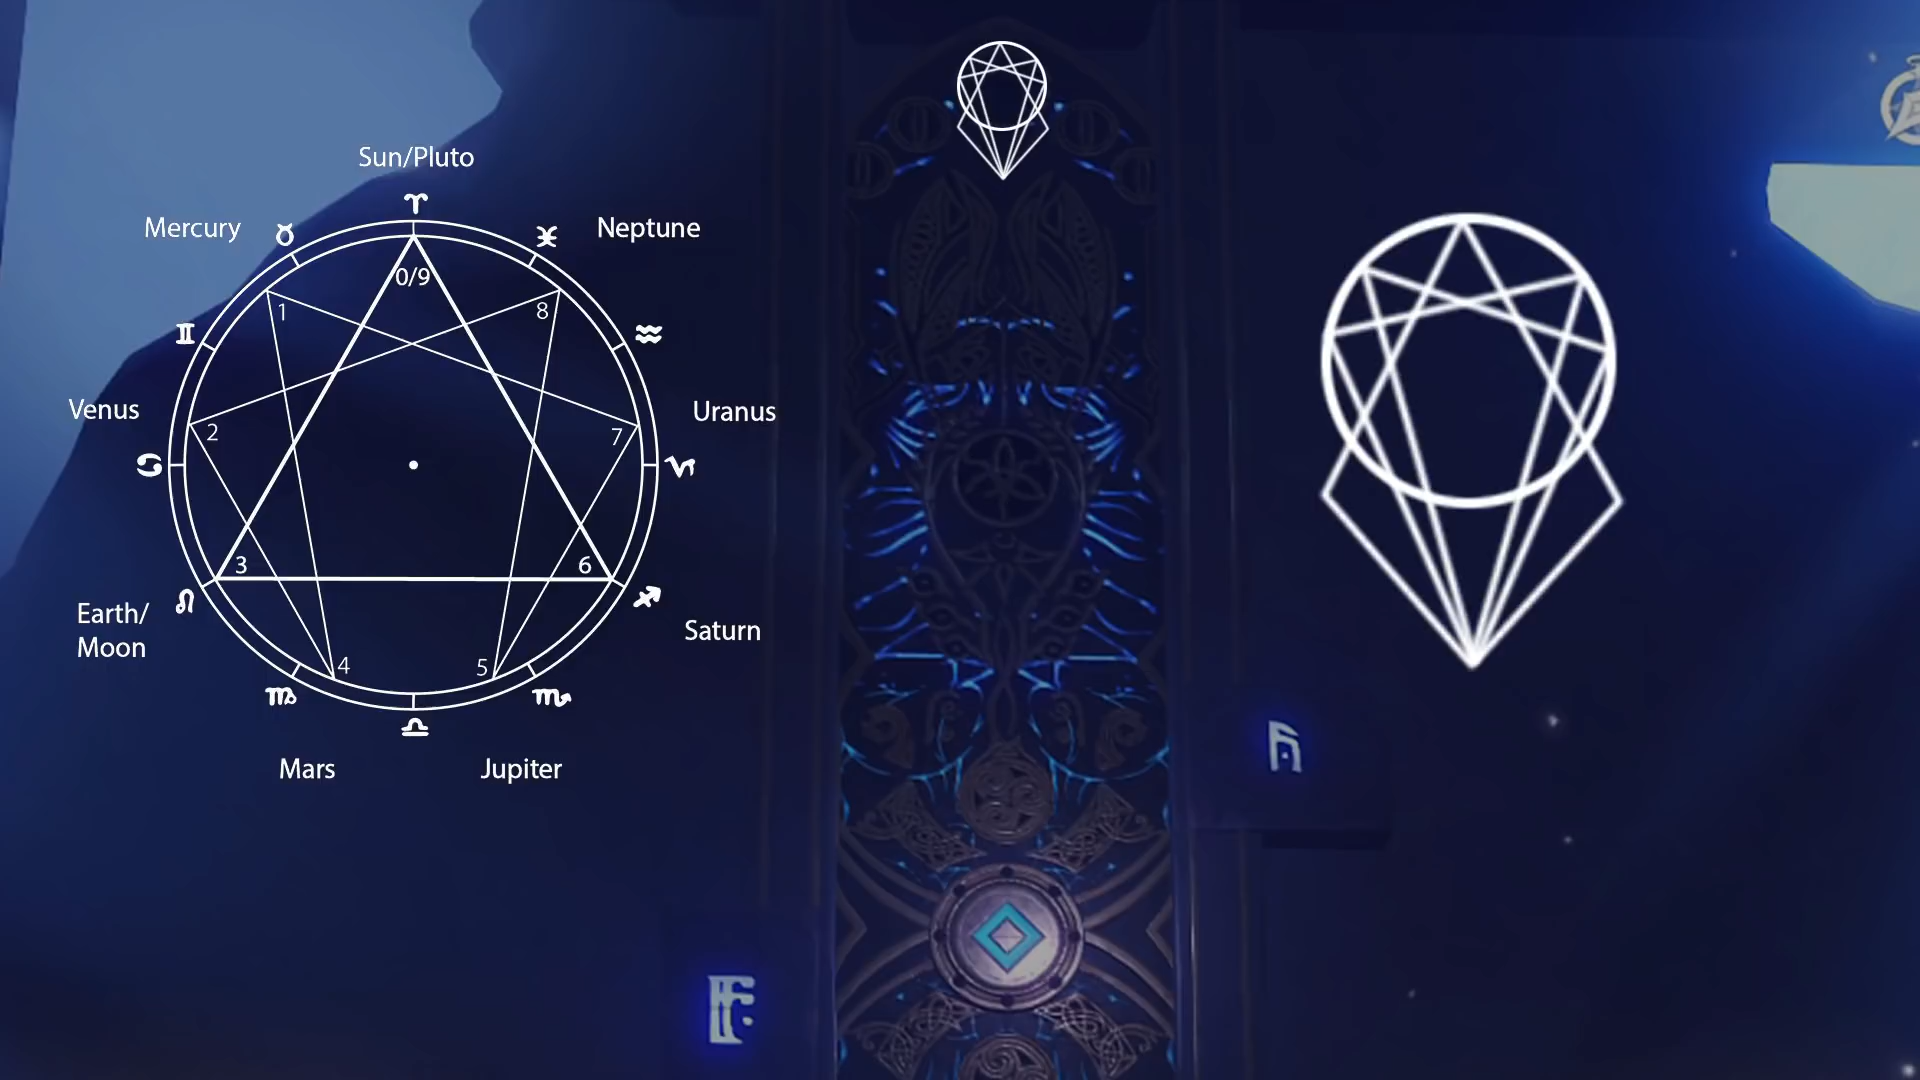 Sun/Pluto
♈
Mercury ♉ ♓ Neptune
0/9
1 8
♊ ♒
Venus Uranus
2 7
♋ ♑
3 6
Earth/
Moon
♌ ♐
Saturn
4 5
♍ ♏
♎
Mars Jupiter